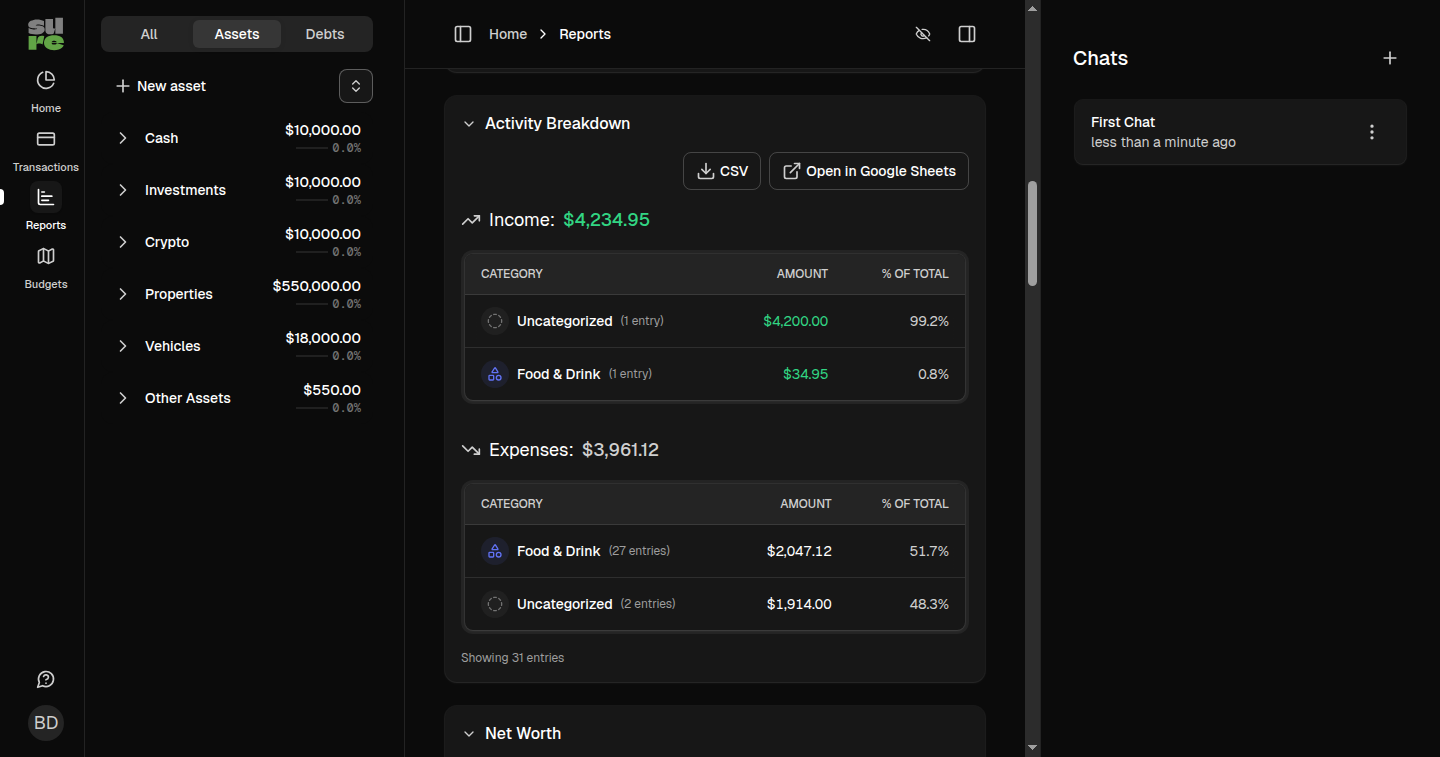 sure
Home
Transactions
Reports
Budgets
BD
All Assets Debts
New asset
Cash $10,000.00
0.0%
Investments $10,000.00
0.0%
Crypto $10,000.00
0.0%
Properties $550,000.00
0.0%
Vehicles $18,000.00
0.0%
Other Assets $550.00
0.0%
Home > Reports
Activity Breakdown
CSV Open in Google Sheets
Income: $4,234.95
CATEGORY AMOUNT % OF TOTAL
Uncategorized (1 entry) $4,200.00 99.2%
Food & Drink (1 entry) $34.95 0.8%
Expenses: $3,961.12
CATEGORY AMOUNT % OF TOTAL
Food & Drink (27 entries) $2,047.12 51.7%
Uncategorized (2 entries) $1,914.00 48.3%
Showing 31 entries
Net Worth
Chats
First Chat
less than a minute ago